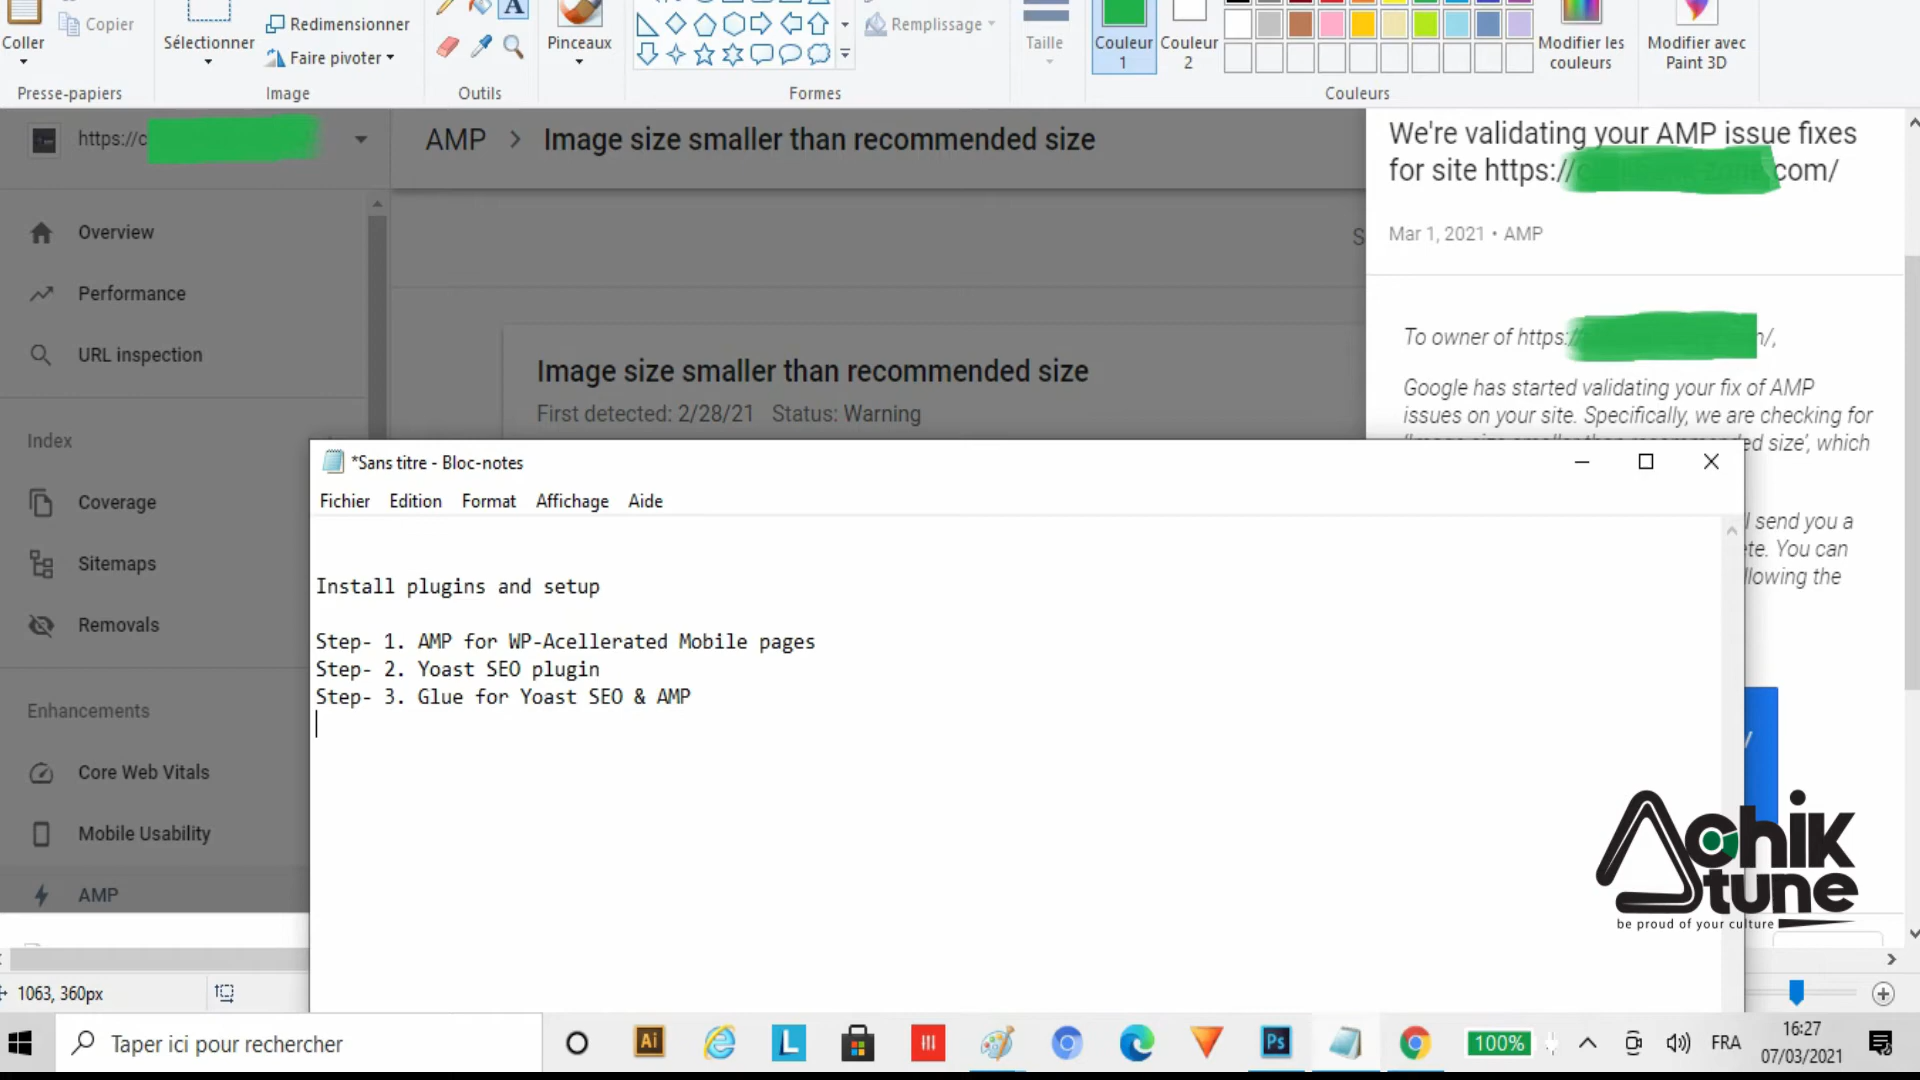 Coller
Copier
Sélectionner
Redimensionner
Faire pivoter
A
Pinceaux
Remplissage
Taille
Couleur
1
Couleur
2
Modifier les
couleurs
Modifier avec
Paint 3D
Presse-papiers
Image
Outils
Formes
Couleurs
https://c
AMP > Image size smaller than recommended size
We're validating your AMP issue fixes
for site https:// com/
Mar 1, 2021 • AMP
Overview
Performance
URL inspection
Index
Coverage
Sitemaps
Removals
Enhancements
Core Web Vitals
Mobile Usability
AMP
S
Image size smaller than recommended size
First detected: 2/28/21 Status: Warning
To owner of https:/ /,
Google has started validating your fix of AMP
issues on your site. Specifically, we are checking for
ed size', which
l send you a
ete. You can
llowing the
*Sans titre - Bloc-notes
Fichier Edition Format Affichage Aide
Install plugins and setup
Step- 1. AMP for WP-Acellerated Mobile pages
Step- 2. Yoast SEO plugin
Step- 3. Glue for Yoast SEO & AMP
Achik
tune
be proud of your culture
1063, 360px
Taper ici pour rechercher
Ai
L
Ps
100%
FRA
16:27
07/03/2021